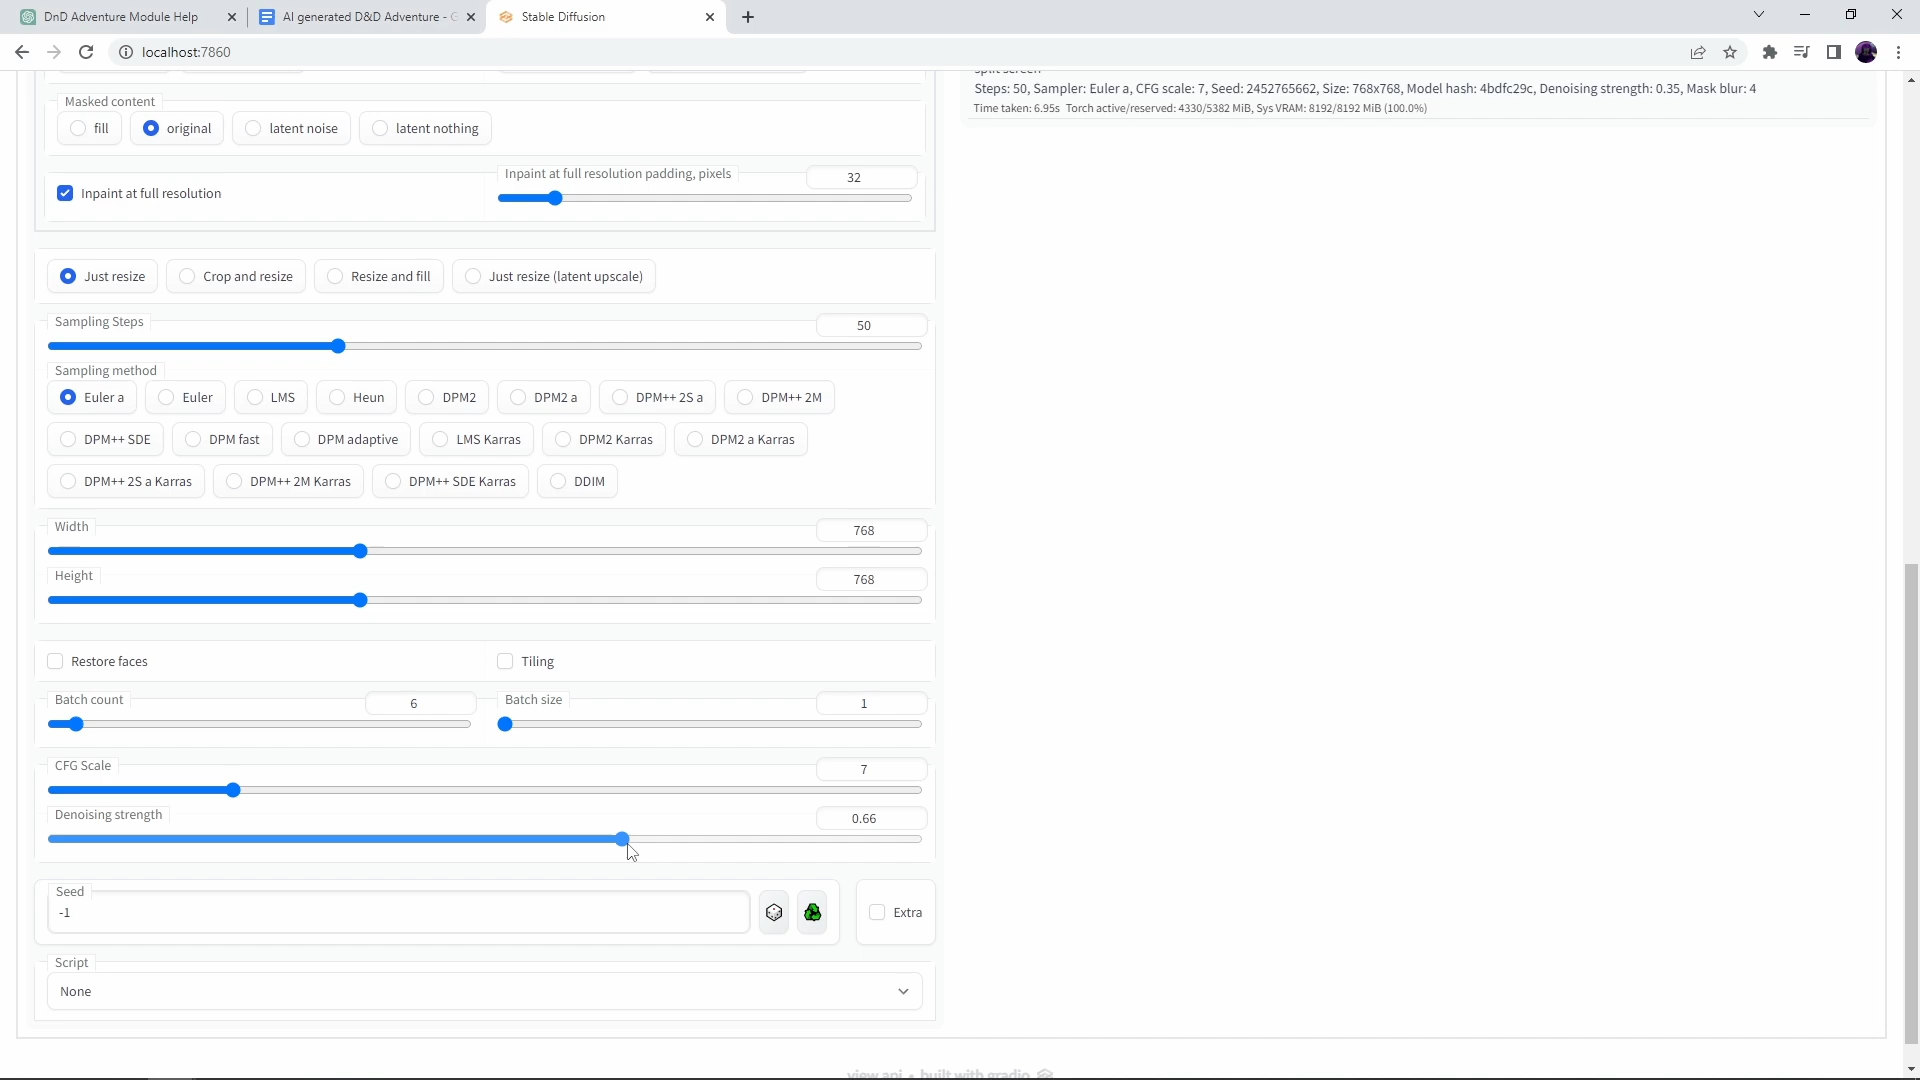 DnD Adventure Module Help
AI generated D&D Adventure - G
Stable Diffusion
localhost:7860
split screen
Steps: 50, Sampler: Euler a, CFG scale: 7, Seed: 2452765662, Size: 768x768, Model hash: 4bdfc29c, Denoising strength: 0.35, Mask blur: 4
Time taken: 6.95s Torch active/reserved: 4330/5382 MiB, Sys VRAM: 8192/8192 MiB (100.0%)
Masked content
fill original latent noise latent nothing
Inpaint at full resolution
Inpaint at full resolution padding, pixels 32
Just resize Crop and resize Resize and fill Just resize (latent upscale)
Sampling Steps 50
Sampling method
Euler a Euler LMS Heun DPM2 DPM2 a DPM++ 2S a DPM++ 2M
DPM++ SDE DPM fast DPM adaptive LMS Karras DPM2 Karras DPM2 a Karras
DPM++ 2S a Karras DPM++ 2M Karras DPM++ SDE Karras DDIM
Width 768
Height 768
Restore faces Tiling
Batch count 6 Batch size 1
CFG Scale 7
Denoising strength 0.66
Seed
-1
Extra
Script
None
view api • built with gradio